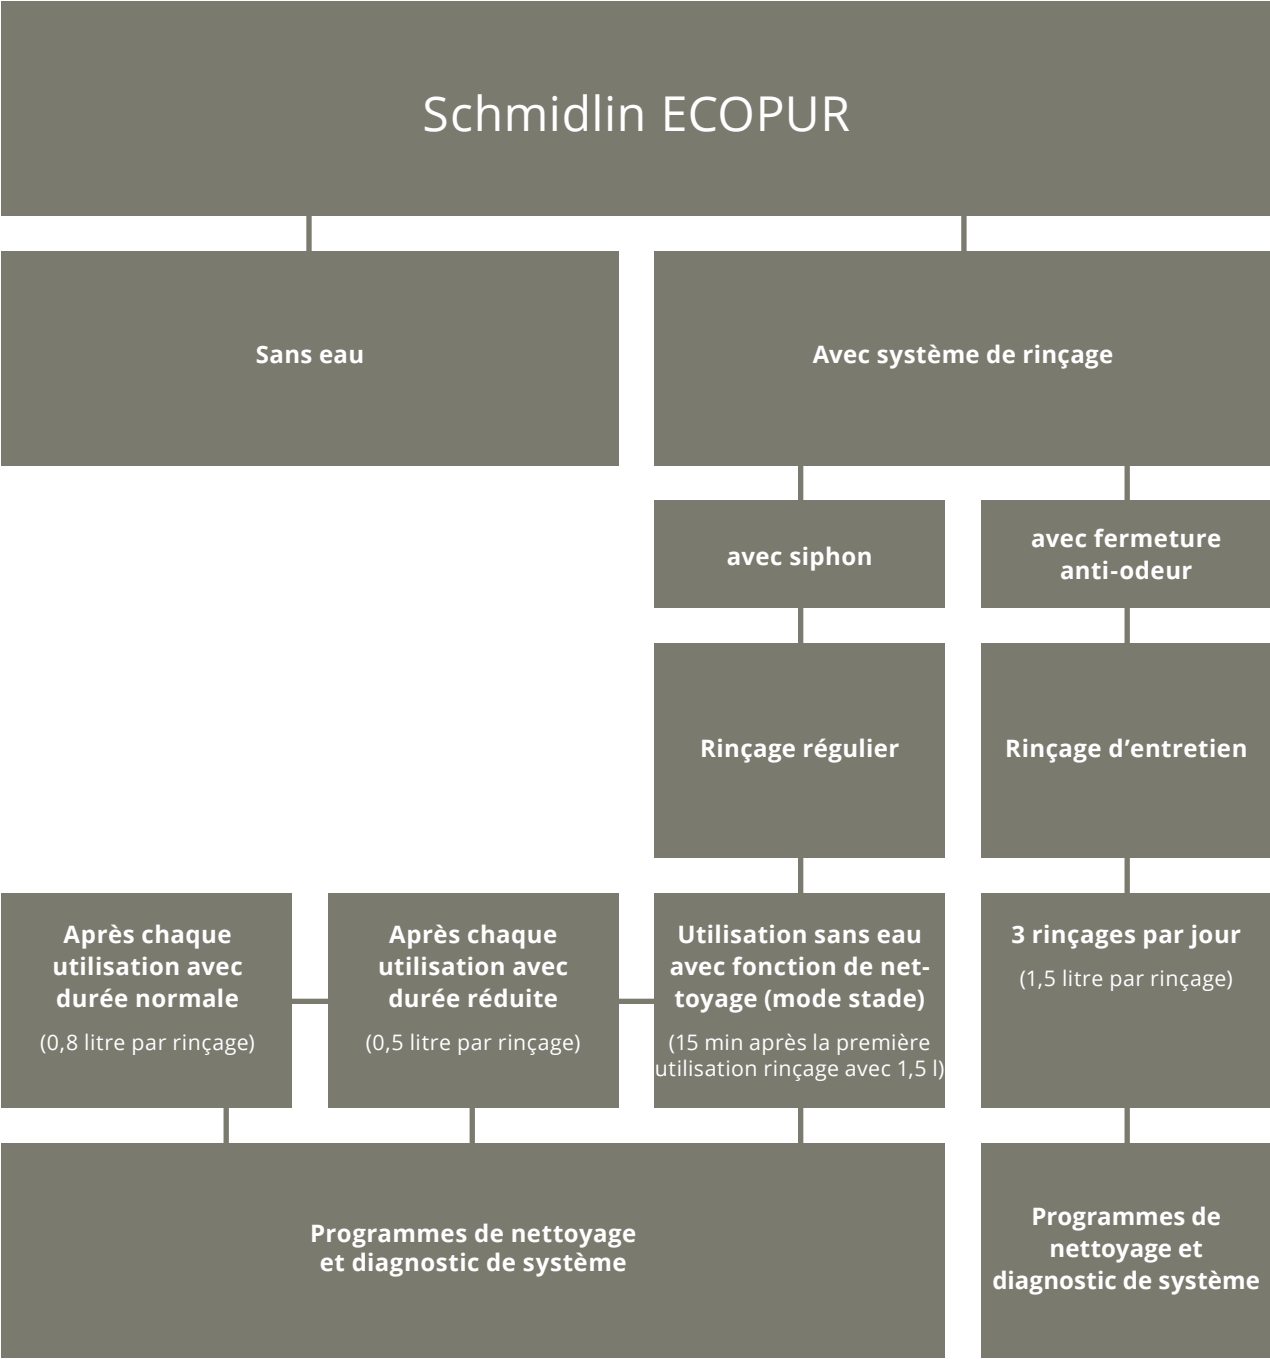 Schmidlin ECOPUR
Sans eau
Avec système de rinçage
avec siphon
avec fermeture
anti-odeur
Rinçage régulier
Rinçage d’entretien
Après chaque
utilisation avec
durée normale
(0,8 litre par rinçage)
Après chaque
utilisation avec
durée réduite
(0,5 litre par rinçage)
Utilisation sans eau
avec fonction de net-
toyage (mode stade)
(15 min après la première
utilisation rinçage avec 1,5 l)
3 rinçages par jour
(1,5 litre par rinçage)
Programmes de nettoyage
et diagnostic de système
Programmes de
nettoyage et
diagnostic de système